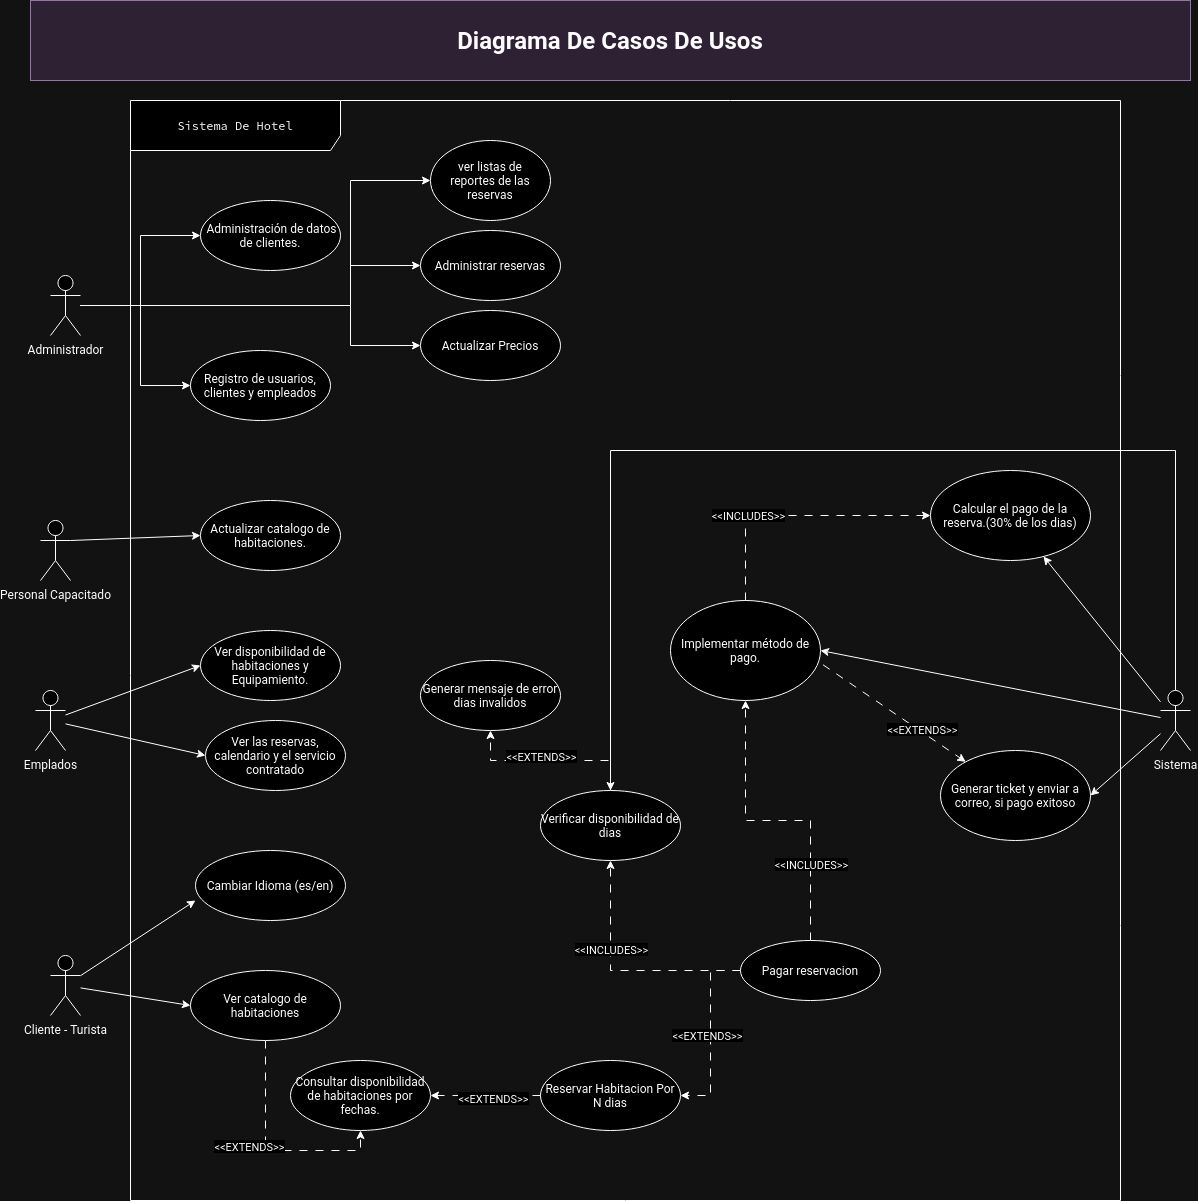 Diagrama De Casos De Usos
Sistema De Hotel
ver listas de
reportes de las
reservas
Administración de datos
de clientes.
Administrar reservas
Actualizar Precios
Administrador
Registro de usuarios,
clientes y empleados
Actualizar catalogo de
habitaciones.
Personal Capacitado
<<INCLUDES>>
Calcular el pago de la
reserva.(30% de los dias)
Ver disponibilidad de
habitaciones y
Equipamiento.
Implementar método de
pago.
Generar mensaje de error
dias invalidos
Ver las reservas,
calendario y el servicio
contratado
Emplados
<<EXTENDS>>
<<EXTENDS>>
Sistema
Generar ticket y enviar a
correo, si pago exitoso
Verificar disponibilidad de
dias
<<INCLUDES>>
Cambiar Idioma (es/en)
<<INCLUDES>>
Pagar reservacion
Ver catalogo de
habitaciones
Cliente - Turista
<<EXTENDS>>
Consultar disponibilidad
de habitaciones por
fechas.
<<EXTENDS>>
Reservar Habitacion Por
N dias
<<EXTENDS>>